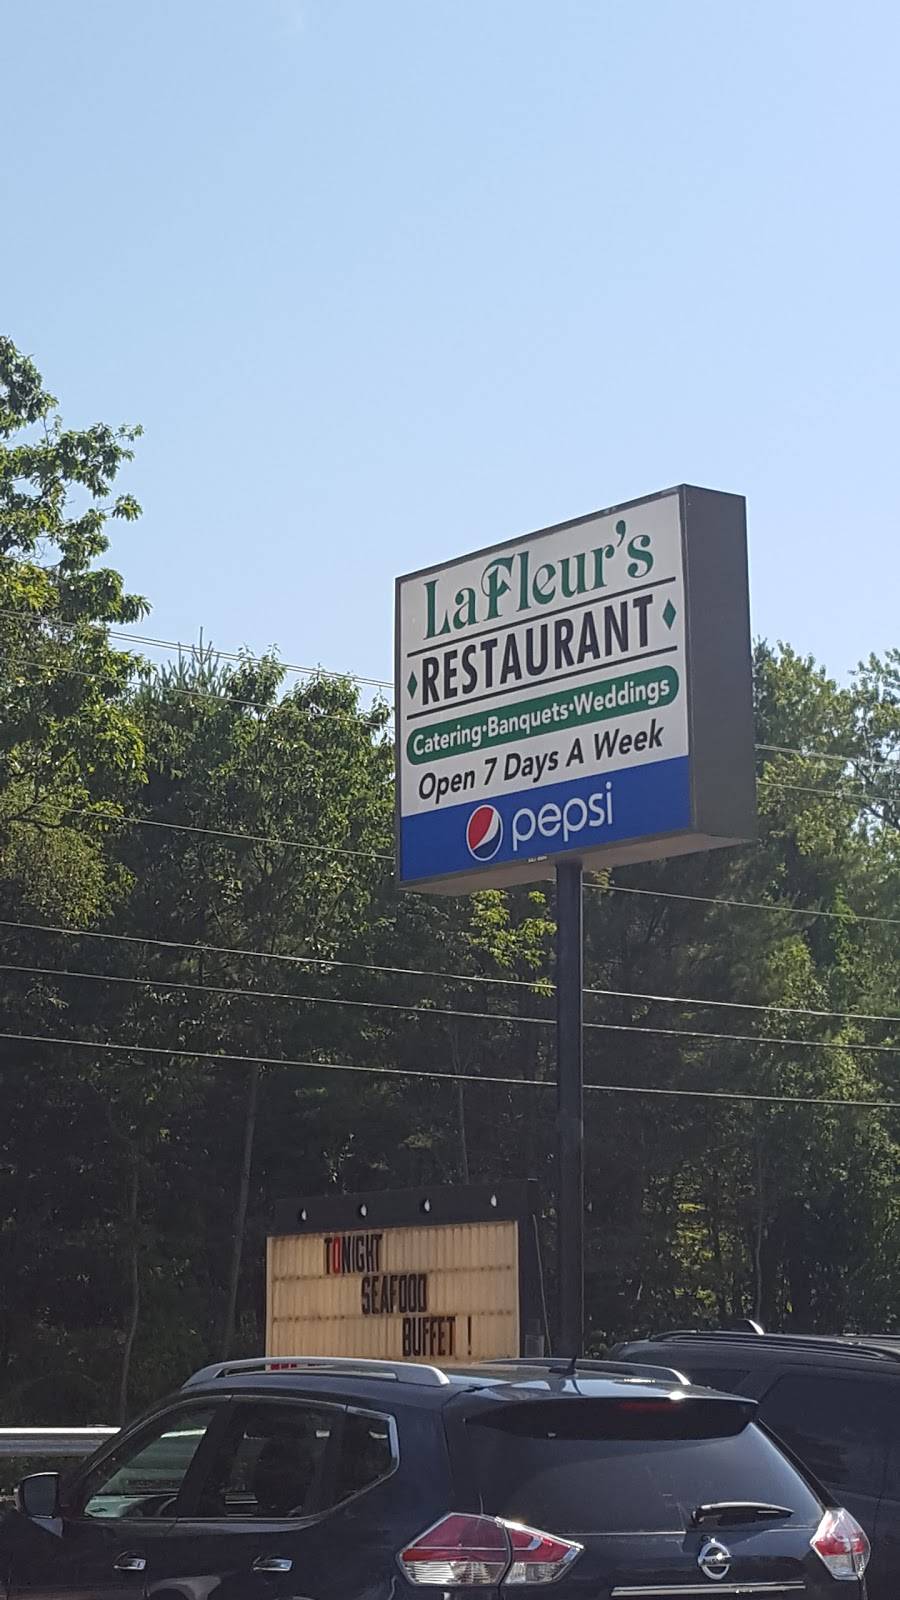 LaFleur's
RESTAURANT
Catering·Banquets·Weddings
Open 7 Days A Week
pepsi
TONIGHT
SEAFOOD
BUFFET !